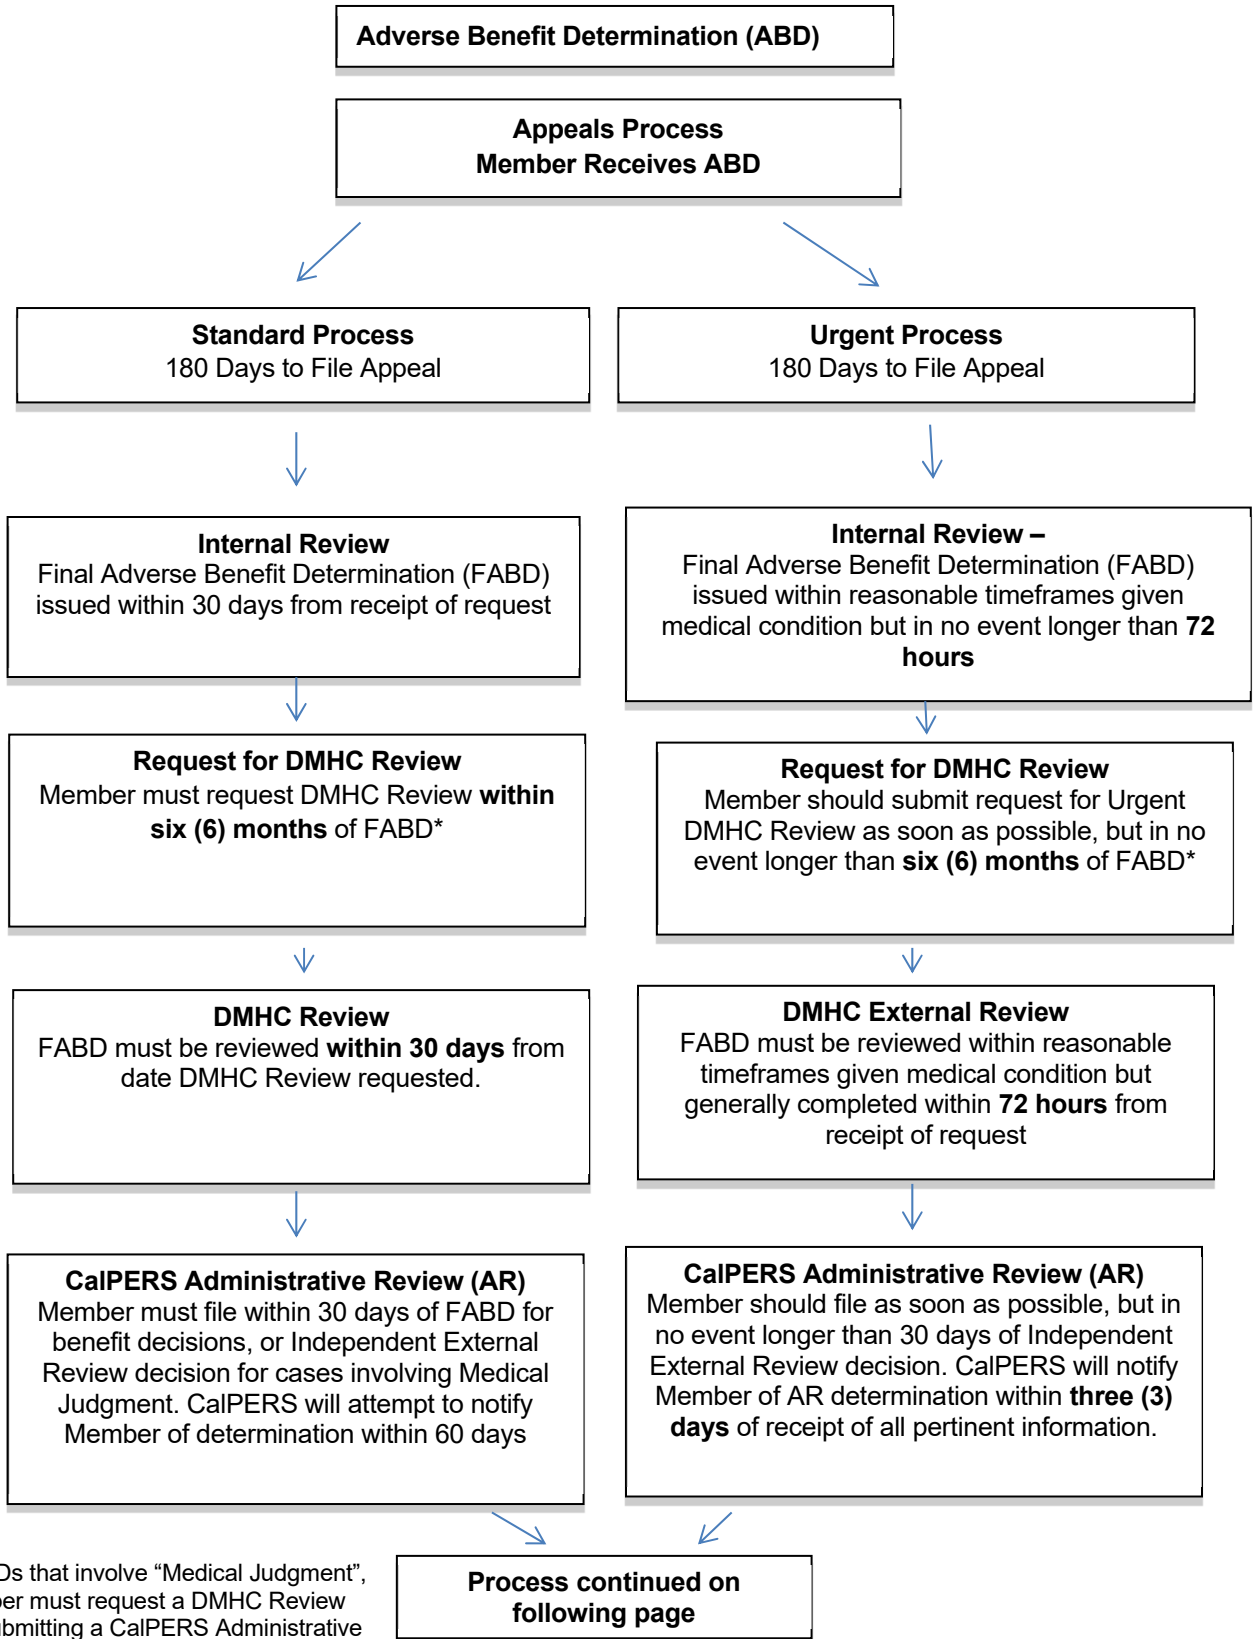 Adverse Benefit Determination (ABD)
Appeals Process
Member Receives ABD
Standard Process
180 Days to File Appeal
Urgent Process
180 Days to File Appeal
Internal Review
Final Adverse Benefit Determination (FABD)
issued within 30 days from receipt of request
Internal Review –
Final Adverse Benefit Determination (FABD)
issued within reasonable timeframes given
medical condition but in no event longer than 72
hours
Request for DMHC Review
Member must request DMHC Review within
six (6) months of FABD*
Request for DMHC Review
Member should submit request for Urgent
DMHC Review as soon as possible, but in no
event longer than six (6) months of FABD*
DMHC Review
FABD must be reviewed within 30 days from
date DMHC Review requested.
DMHC External Review
FABD must be reviewed within reasonable
timeframes given medical condition but
generally completed within 72 hours from
receipt of request
CalPERS Administrative Review (AR)
Member must file within 30 days of FABD for
benefit decisions, or Independent External
Review decision for cases involving Medical
Judgment. CalPERS will attempt to notify
Member of determination within 60 days
CalPERS Administrative Review (AR)
Member should file as soon as possible, but in
no event longer than 30 days of Independent
External Review decision. CalPERS will notify
Member of AR determination within three (3)
days of receipt of all pertinent information.
that involve “Medical Judgment”,
must request a DMHC Review
a CalPERS Administrative
Process continued on
following page